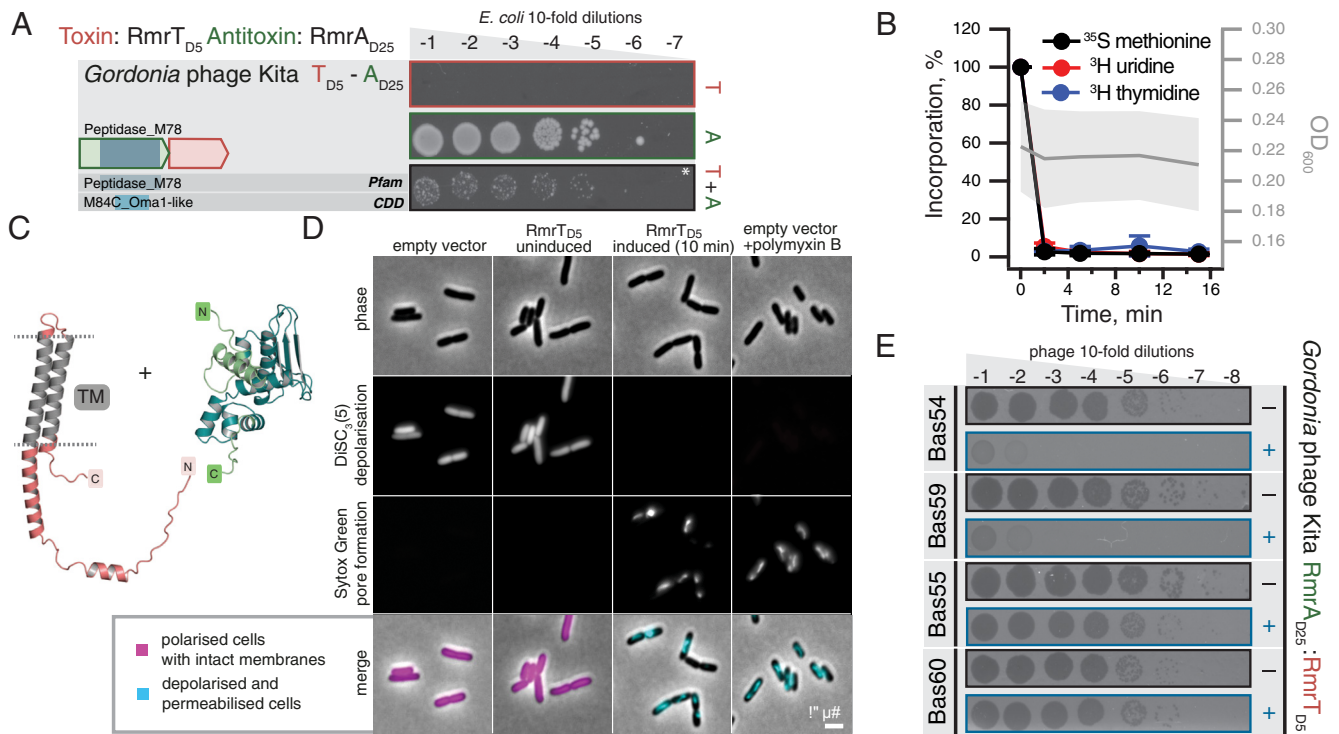 A
Toxin: RmrT D5 Antitoxin: RmrA D25
E. coli 10-fold dilutions
-1 -2 -3 -4 -5 -6 -7
Gordonia phage Kita T D5 - A D25
T
A
T + A
*
Peptidase_M78
Peptidase_M78 Pfam
M84C_Oma1-like CDD
B
Incorporation, %
120
100
80
60
40
20
0
35S methionine
3H uridine
3H thymidine
0.30
0.28
0.26
0.24
0.22
0.20
0.18
0.16
OD600
0 4 8 12 16
Time, min
C
TM
+
N
C
C
N
D
empty vector
RmrT D5 uninduced
RmrT D5 induced (10 min)
empty vector +polymyxin B
phase
DiSC3(5) depolarisation
Sytox Green pore formation
merge
!" µ#
polarised cells
with intact membranes
depolarised and
permeabilised cells
E
phage 10-fold dilutions
-1 -2 -3 -4 -5 -6 -7 -8
Bas54
–
+
Bas59
–
+
Bas55
–
+
Bas60
–
+
Gordonia phage Kita RmrA D25 :RmrT D5